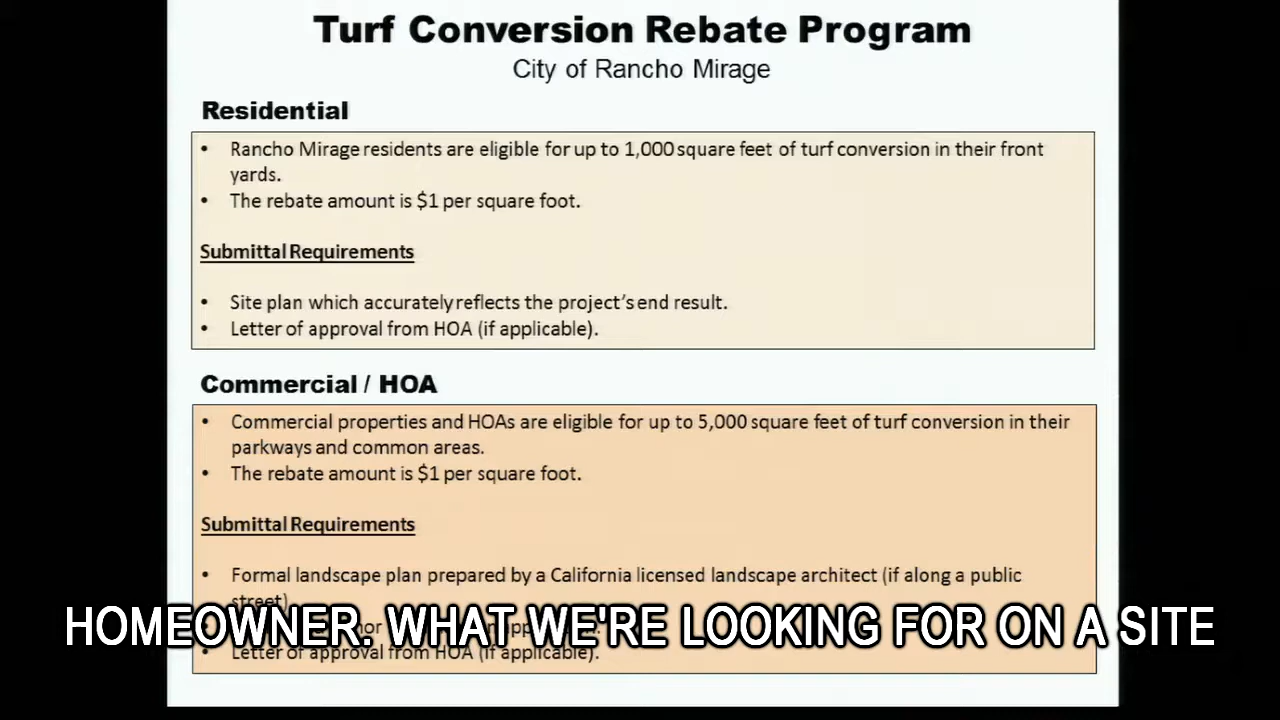 Turf Conversion Rebate Program
City of Rancho Mirage
Residential
• Rancho Mirage residents are eligible for up to 1,000 square feet of turf conversion in their front
yards.
• The rebate amount is $1 per square foot.
Submittal Requirements
• Site plan which accurately reflects the project's end result.
• Letter of approval from HOA (if applicable).
Commercial / HOA
• Commercial properties and HOAs are eligible for up to 5,000 square feet of turf conversion in their
parkways and common areas.
• The rebate amount is $1 per square foot.
Submittal Requirements
• Formal landscape plan prepared by a California licensed landscape architect (if along a public
street).
HOMEOWNER, WHAT WE'RE LOOKING FOR ON A SITE
• Letter of approval from HOA (if applicable).